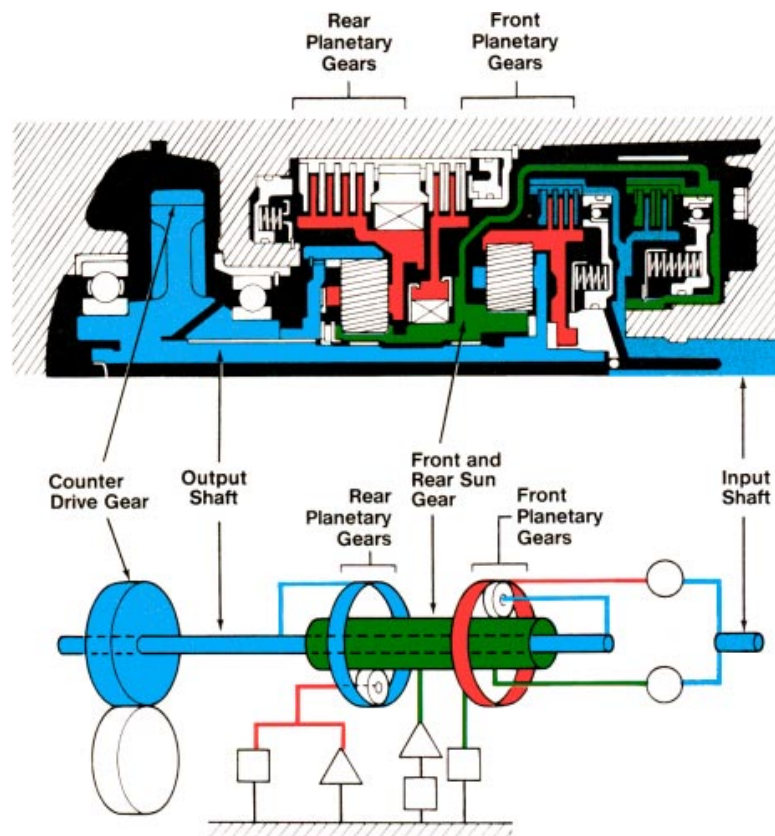 Rear
Planetary
Gears
Front
Planetary
Gears
Counter
Drive Gear
Output
Shaft
Front and
Rear Sun
Gear
Input
Shaft
Rear
Planetary
Gears
Front
Planetary
Gears